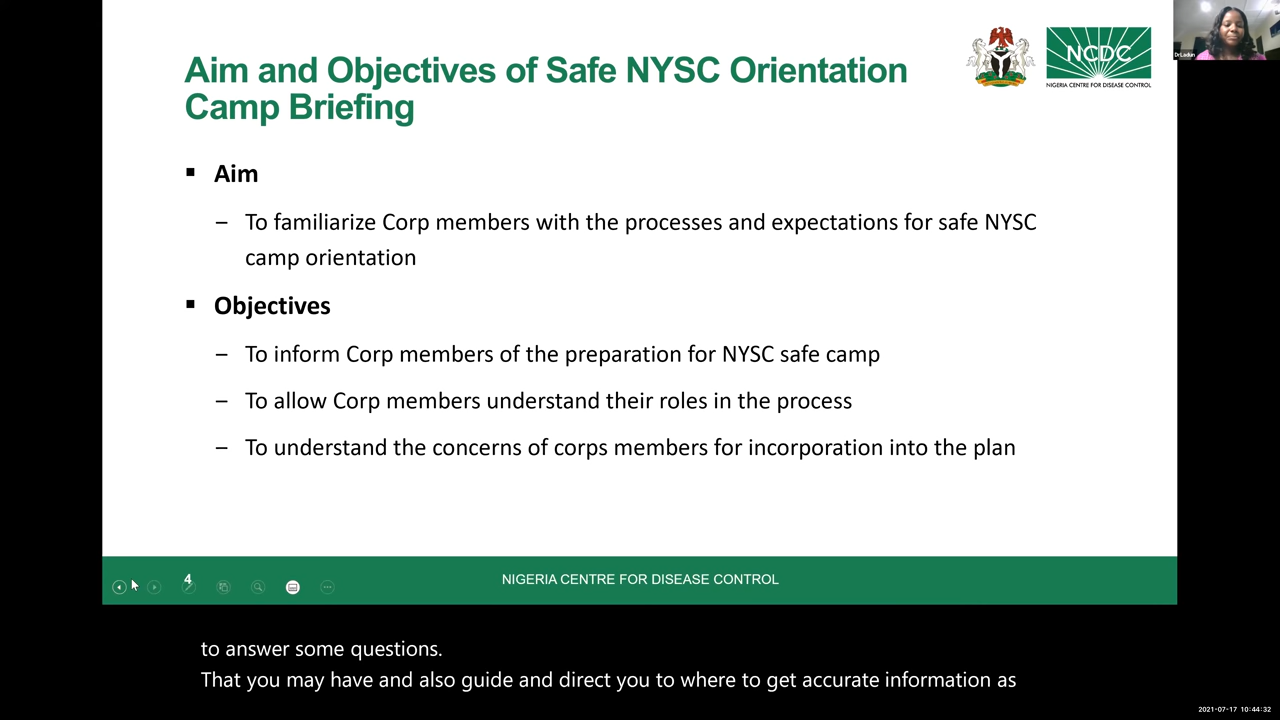 Aim and Objectives of Safe NYSC Orientation
Camp Briefing
NCDC
NIGERIA CENTRE FOR DISEASE CONTROL
Dr.Ladun
▪ Aim
– To familiarize Corp members with the processes and expectations for safe NYSC
camp orientation
▪ Objectives
– To inform Corp members of the preparation for NYSC safe camp
– To allow Corp members understand their roles in the process
– To understand the concerns of corps members for incorporation into the plan
4
NIGERIA CENTRE FOR DISEASE CONTROL
to answer some questions.
That you may have and also guide and direct you to where to get accurate information as
2021-07-17 10:44:32